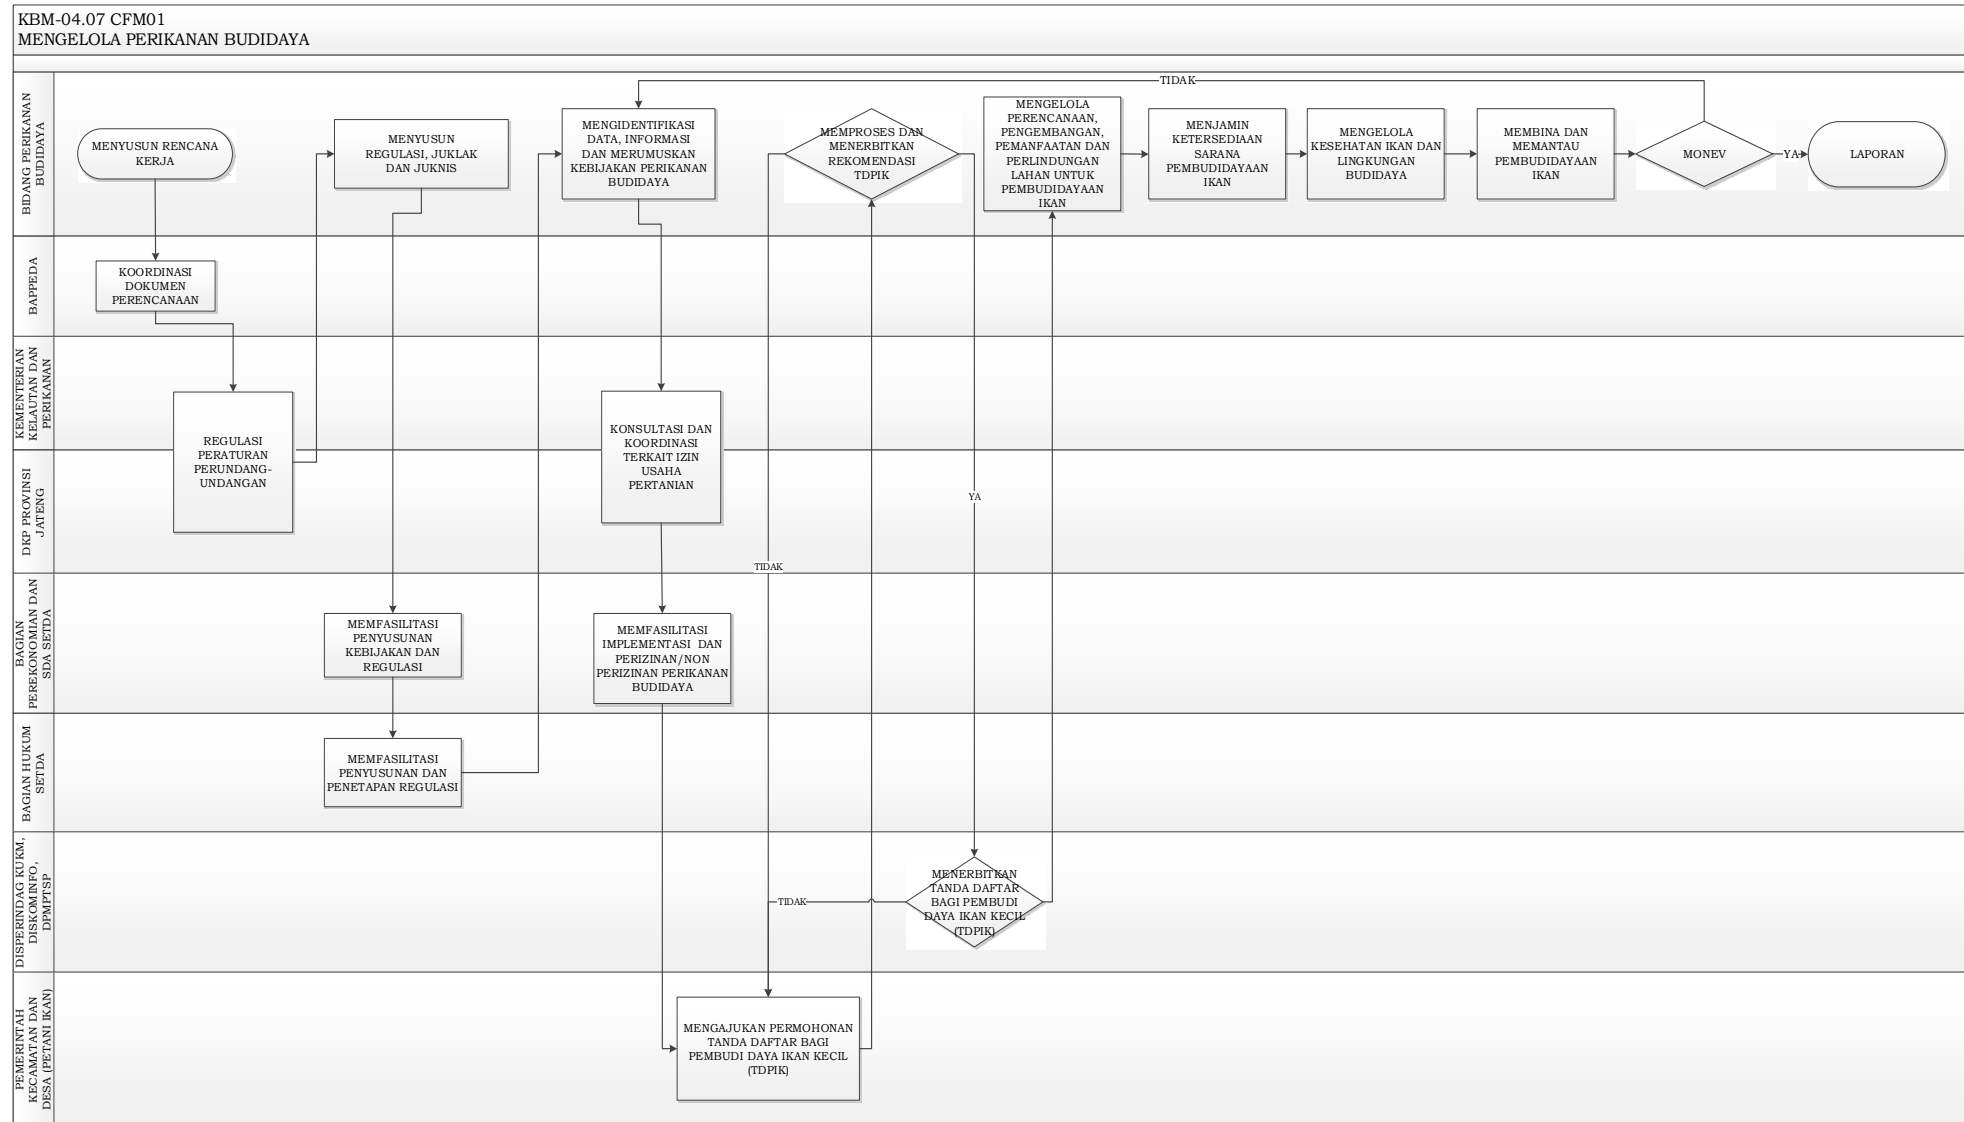 KBM-04.07 CFM01
MENGELOLA PERIKANAN BUDIDAYA
BIDANG PERIKANAN
BUDIDAYA
MENYUSUN RENCANA
KERJA
MENYUSUN
REGULASI, JUKLAK
DAN JUKNIS
MENGIDENTIFIKASI
DATA, INFORMASI
DAN MERUMUSKAN
KEBIJAKAN PERIKANAN
BUDIDAYA
MEMPROSES DAN
MENERBITKAN
REKOMENDASI
TDPIK
MENGELOLA
PERENCANAAN,
PENGEMBANGAN,
PEMANFAATAN DAN
PERLINDUNGAN
LAHAN UNTUK
PEMBUDIDAYAAN
IKAN
MENJAMIN
KETERSEDIAAN
SARANA
PEMBUDIDAYAAN
IKAN
MENGELOLA
KESEHATAN IKAN DAN
LINGKUNGAN
BUDIDAYA
MEMBINA DAN
MEMANTAU
PEMBUDIDAYAAN
IKAN
TIDAK
MONEV
YA
LAPORAN
BAPPEDA
KOORDINASI
DOKUMEN
PERENCANAAN
KEMENTERIAN
KELAUTAN DAN
PERIKANAN
REGULASI
PERATURAN
PERUNDANG-
UNDANGAN
KONSULTASI DAN
KOORDINASI
TERKAIT IZIN
USAHA
PERTANIAN
DKP PROVINSI
JATENG
YA
TIDAK
BAGIAN
PEREKONOMIAN DAN
SDA SETDA
MEMFASILITASI
PENYUSUNAN
KEBIJAKAN DAN
REGULASI
MEMFASILITASI
IMPLEMENTASI  DAN
PERIZINAN/NON
PERIZINAN PERIKANAN
BUDIDAYA
BAGIAN HUKUM
SETDA
MEMFASILITASI
PENYUSUNAN DAN
PENETAPAN REGULASI
DISPERINDAG KUKM,
DISKOMINFO,
DPMPTSP
TIDAK
MENERBITKAN
TANDA DAFTAR
BAGI PEMBUDI
DAYA IKAN KECIL
(TDPIK)
PEMERINTAH
KECAMATAN DAN
DESA (PETANI IKAN)
MENGAJUKAN PERMOHONAN
TANDA DAFTAR BAGI
PEMBUDI DAYA IKAN KECIL
(TDPIK)